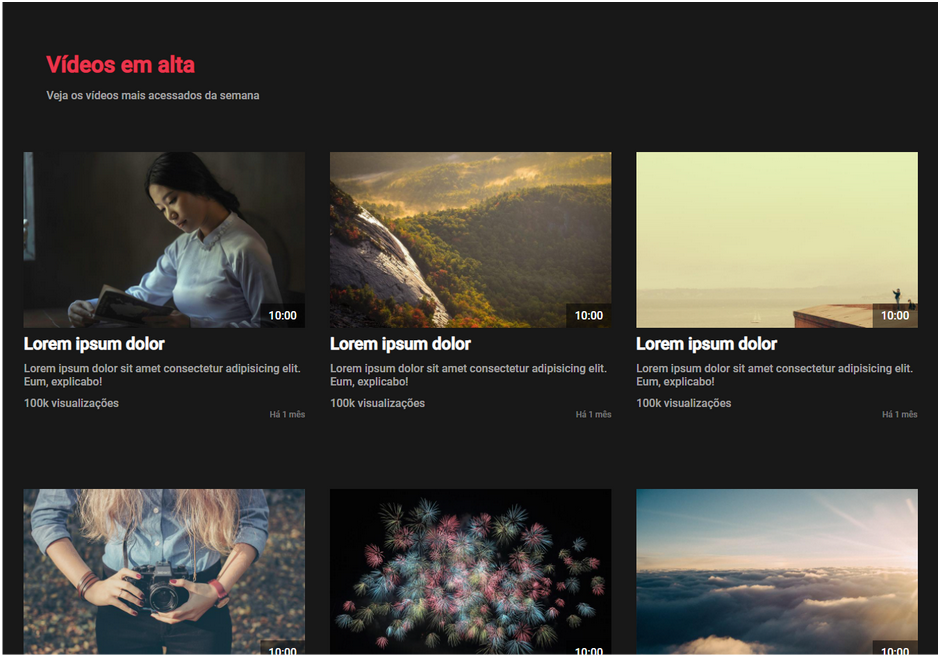 Vídeos em alta
Veja os vídeos mais acessados da semana
10:00
10:00
10:00
Lorem ipsum dolor
Lorem ipsum dolor sit amet consectetur adipisicing elit.
Eum, explicabo!
100k visualizações
Há 1 mês
Lorem ipsum dolor
Lorem ipsum dolor sit amet consectetur adipisicing elit.
Eum, explicabo!
100k visualizações
Há 1 mês
Lorem ipsum dolor
Lorem ipsum dolor sit amet consectetur adipisicing elit.
Eum, explicabo!
100k visualizações
Há 1 mês
10:00
10:00
10:00